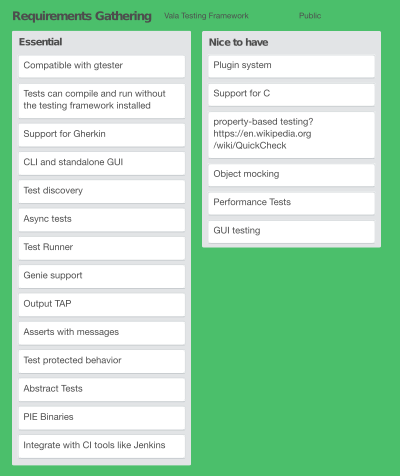 Requirements Gathering
Vala Testing Framework
Public
Essential
Compatible with gtester
Tests can compile and run without
the testing framework installed
Support for Gherkin
CLI and standalone GUI
Test discovery
Async tests
Test Runner
Genie support
Output TAP
Asserts with messages
Test protected behavior
Abstract Tests
PIE Binaries
Integrate with CI tools like Jenkins
Nice to have
Plugin system
Support for C
property-based testing?
https://en.wikipedia.org
/wiki/QuickCheck
Object mocking
Performance Tests
GUI testing